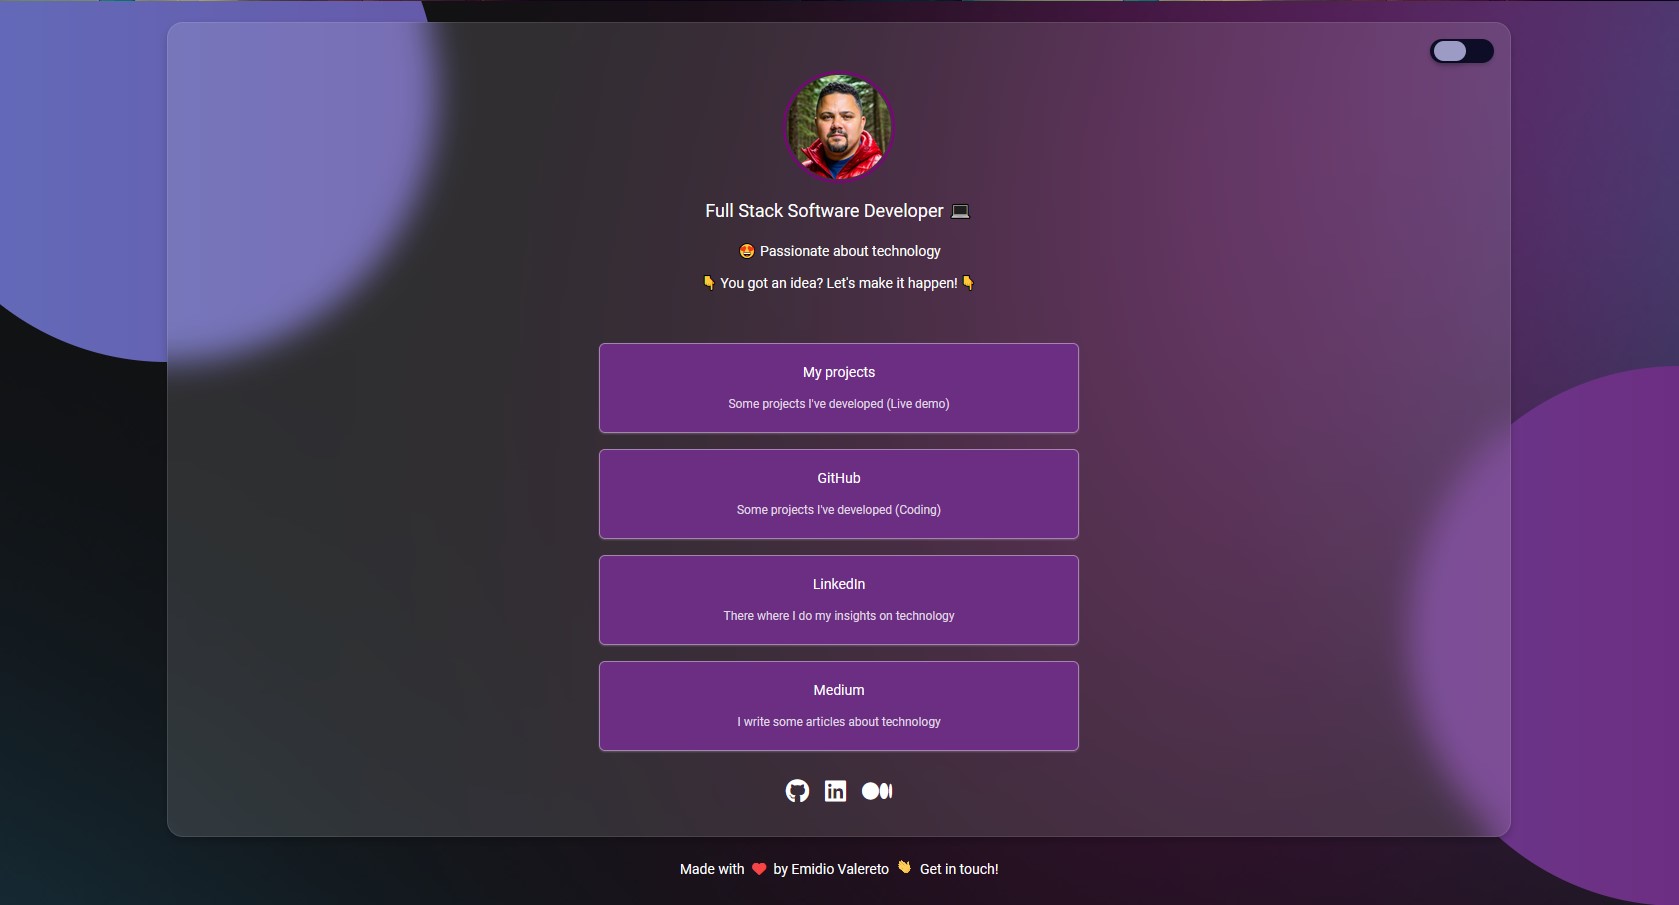 Full Stack Software Developer 💻
😍 Passionate about technology
👇 You got an idea? Let's make it happen! 👇
My projects
Some projects I've developed (Live demo)
GitHub
Some projects I've developed (Coding)
LinkedIn
There where I do my insights on technology
Medium
I write some articles about technology
in
Made with ❤️ by Emidio Valereto 👋 Get in touch!